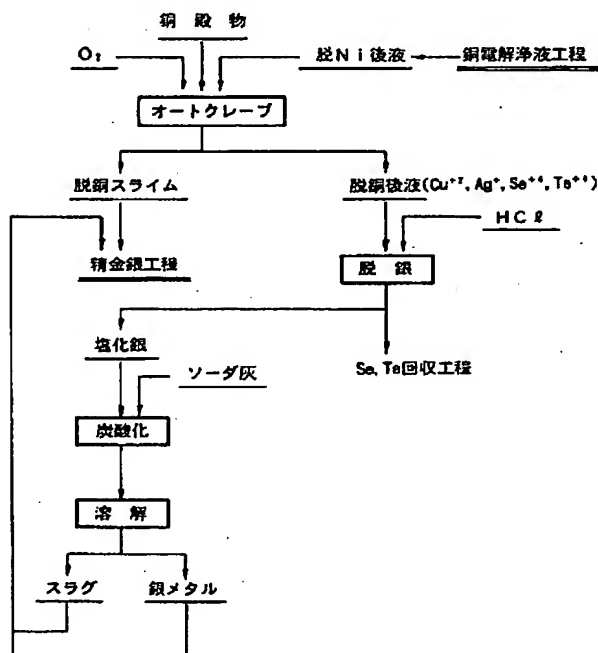 銅殿物
O₂ 脱Ni後液 銅電解浄液工程
オートクレーブ
脱銅スライム 脱銅後液(Cu⁺², Ag⁺, Se⁺⁴, Te⁺⁴)
HCℓ
精金銀工程 脱銀
塩化銀
ソーダ灰 Se, Te回収工程
炭酸化
溶解
スラグ 銀メタル